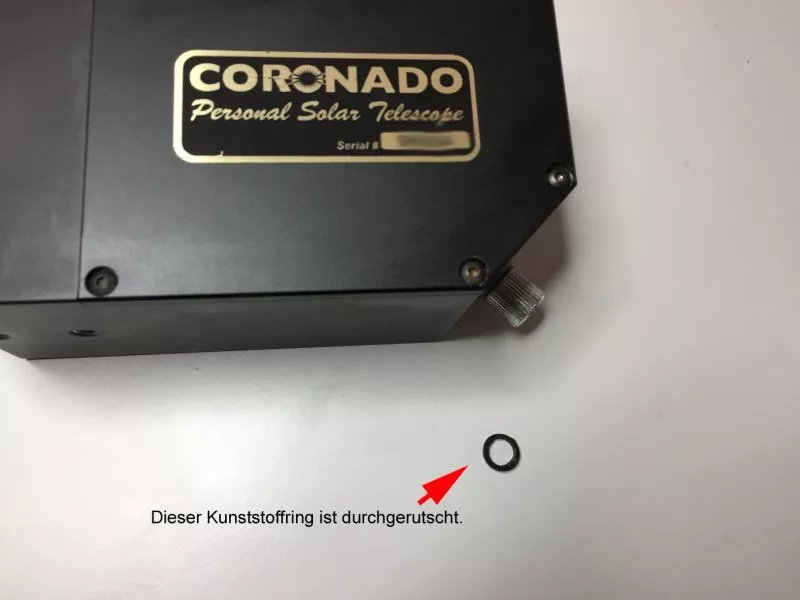 CORONADO
Personal Solar Telescope
Serial #
Dieser Kunststoffring ist durchgerutscht.